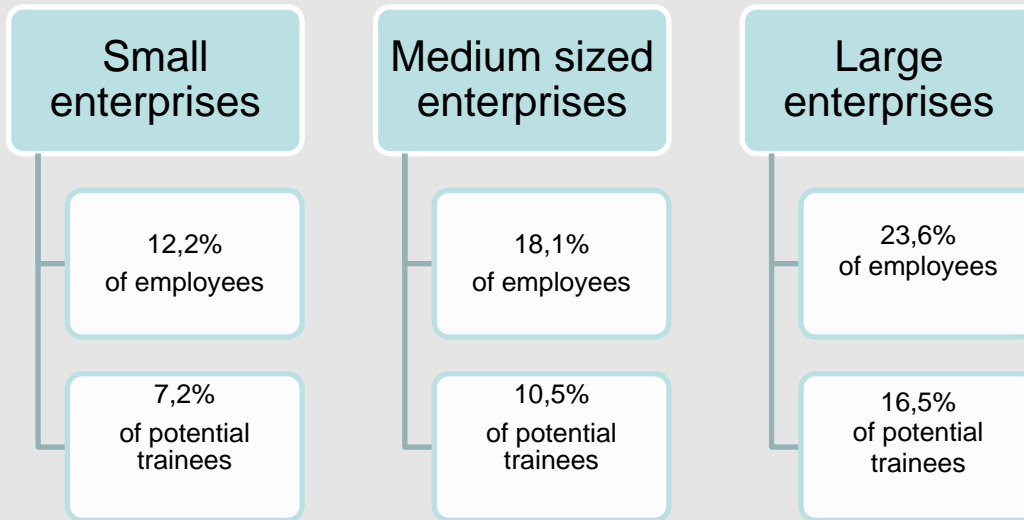 Small
enterprises
12,2%
of employees
7,2%
of potential
trainees
Medium sized
enterprises
18,1%
of employees
10,5%
of potential
trainees
Large
enterprises
23,6%
of employees
16,5%
of potential
trainees